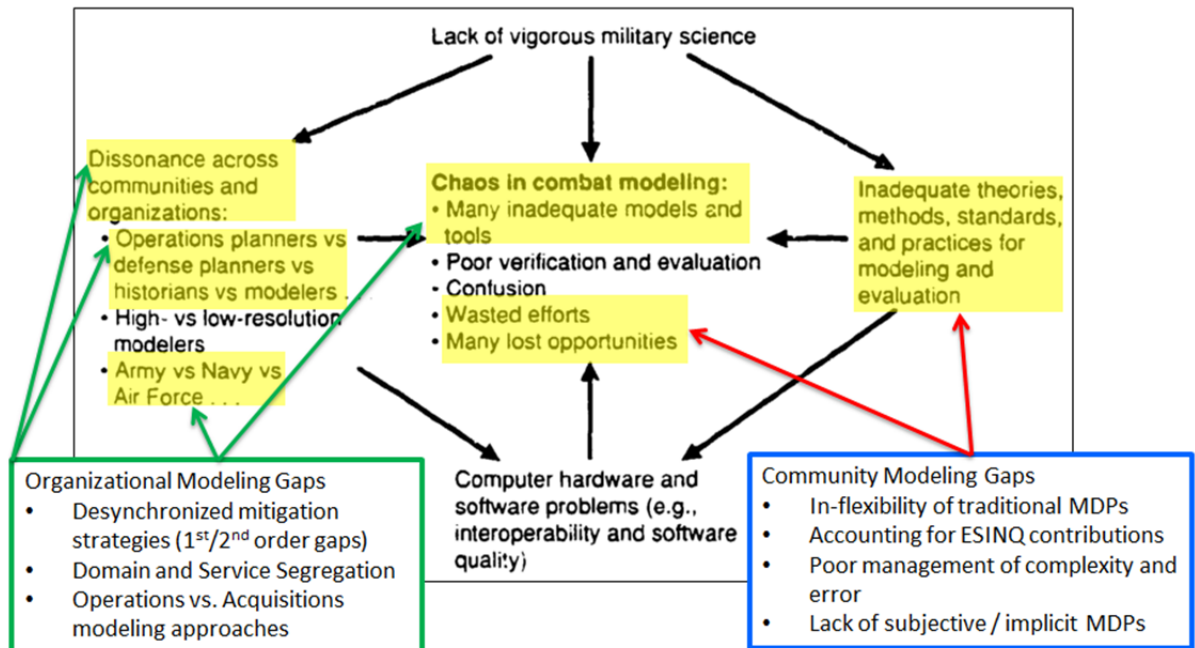 Lack of vigorous military science
Dissonance across
communities and
organizations:
• Operations planners vs
defense planners vs
historians vs modelers . . .
• High- vs low-resolution
modelers
• Army vs Navy vs
Air Force . . .
Chaos in combat modeling:
• Many inadequate models and
tools
• Poor verification and evaluation
• Confusion
• Wasted efforts
• Many lost opportunities
Inadequate theories,
methods, standards,
and practices for
modeling and
evaluation
Computer hardware and
software problems (e.g.,
interoperability and software
quality)
Organizational Modeling Gaps
• Desynchronized mitigation
strategies (1st/2nd order gaps)
• Domain and Service Segregation
• Operations vs. Acquisitions
modeling approaches
Community Modeling Gaps
• In-flexibility of traditional MDPs
• Accounting for ESINQ contributions
• Poor management of complexity and
error
• Lack of subjective / implicit MDPs